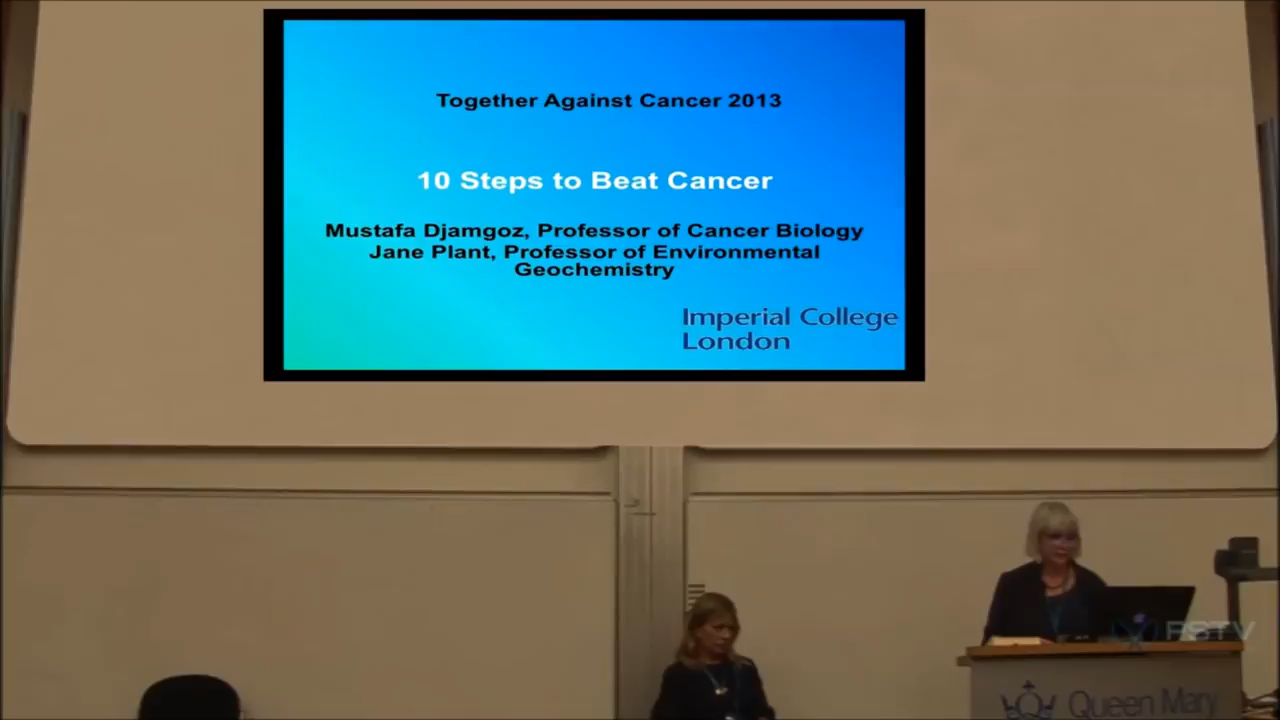 Together Against Cancer 2013
10 Steps to Beat Cancer
Mustafa Djamgoz, Professor of Cancer Biology
Jane Plant, Professor of Environmental
Geochemistry
Imperial College
London
PSTV
Queen Mary